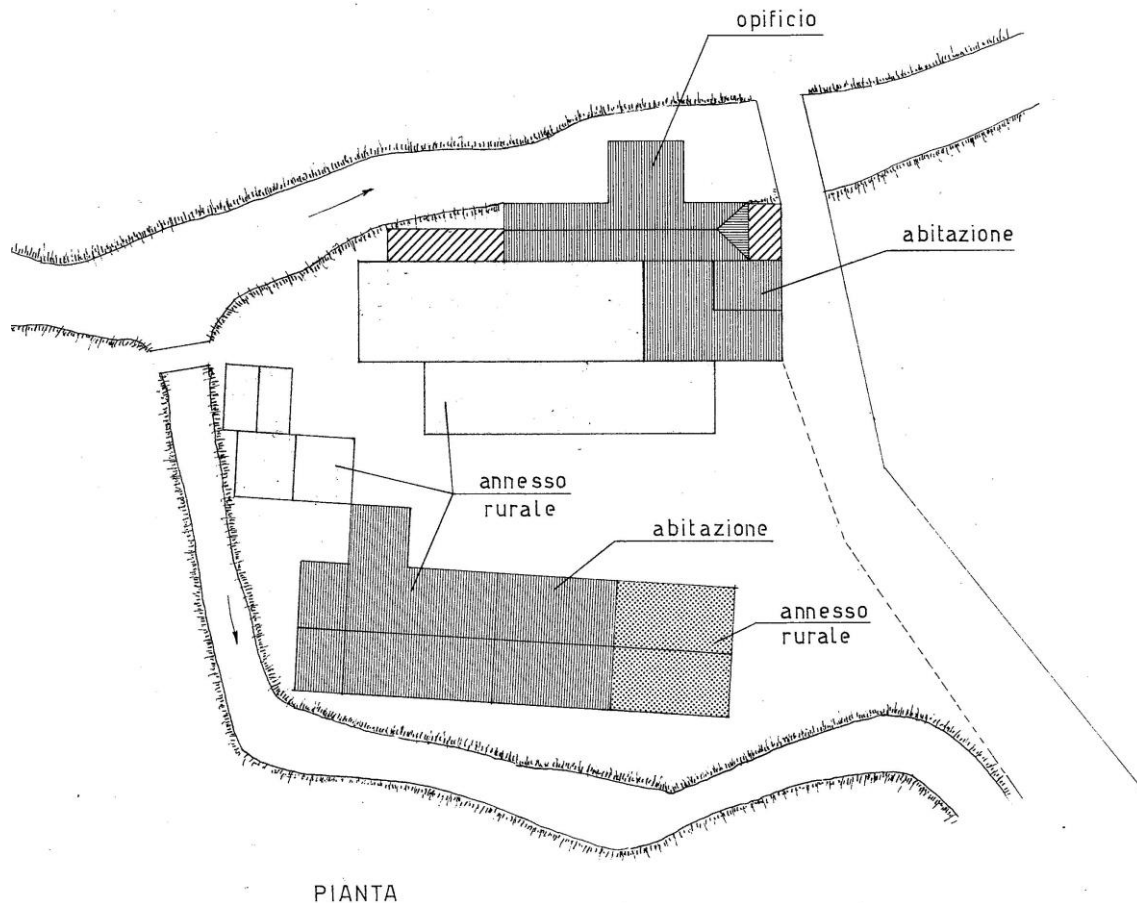 opificio
abitazione
annesso
rurale
abitazione
annesso
rurale
PIANTA